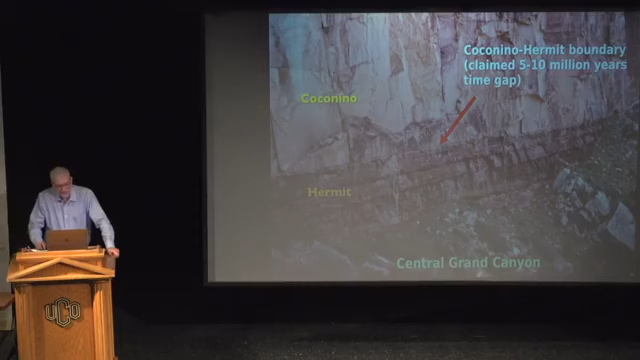 Coconino-Hermit boundary
(claimed 5-10 million years
time gap)
Coconino
Hermit
Central Grand Canyon
UCO